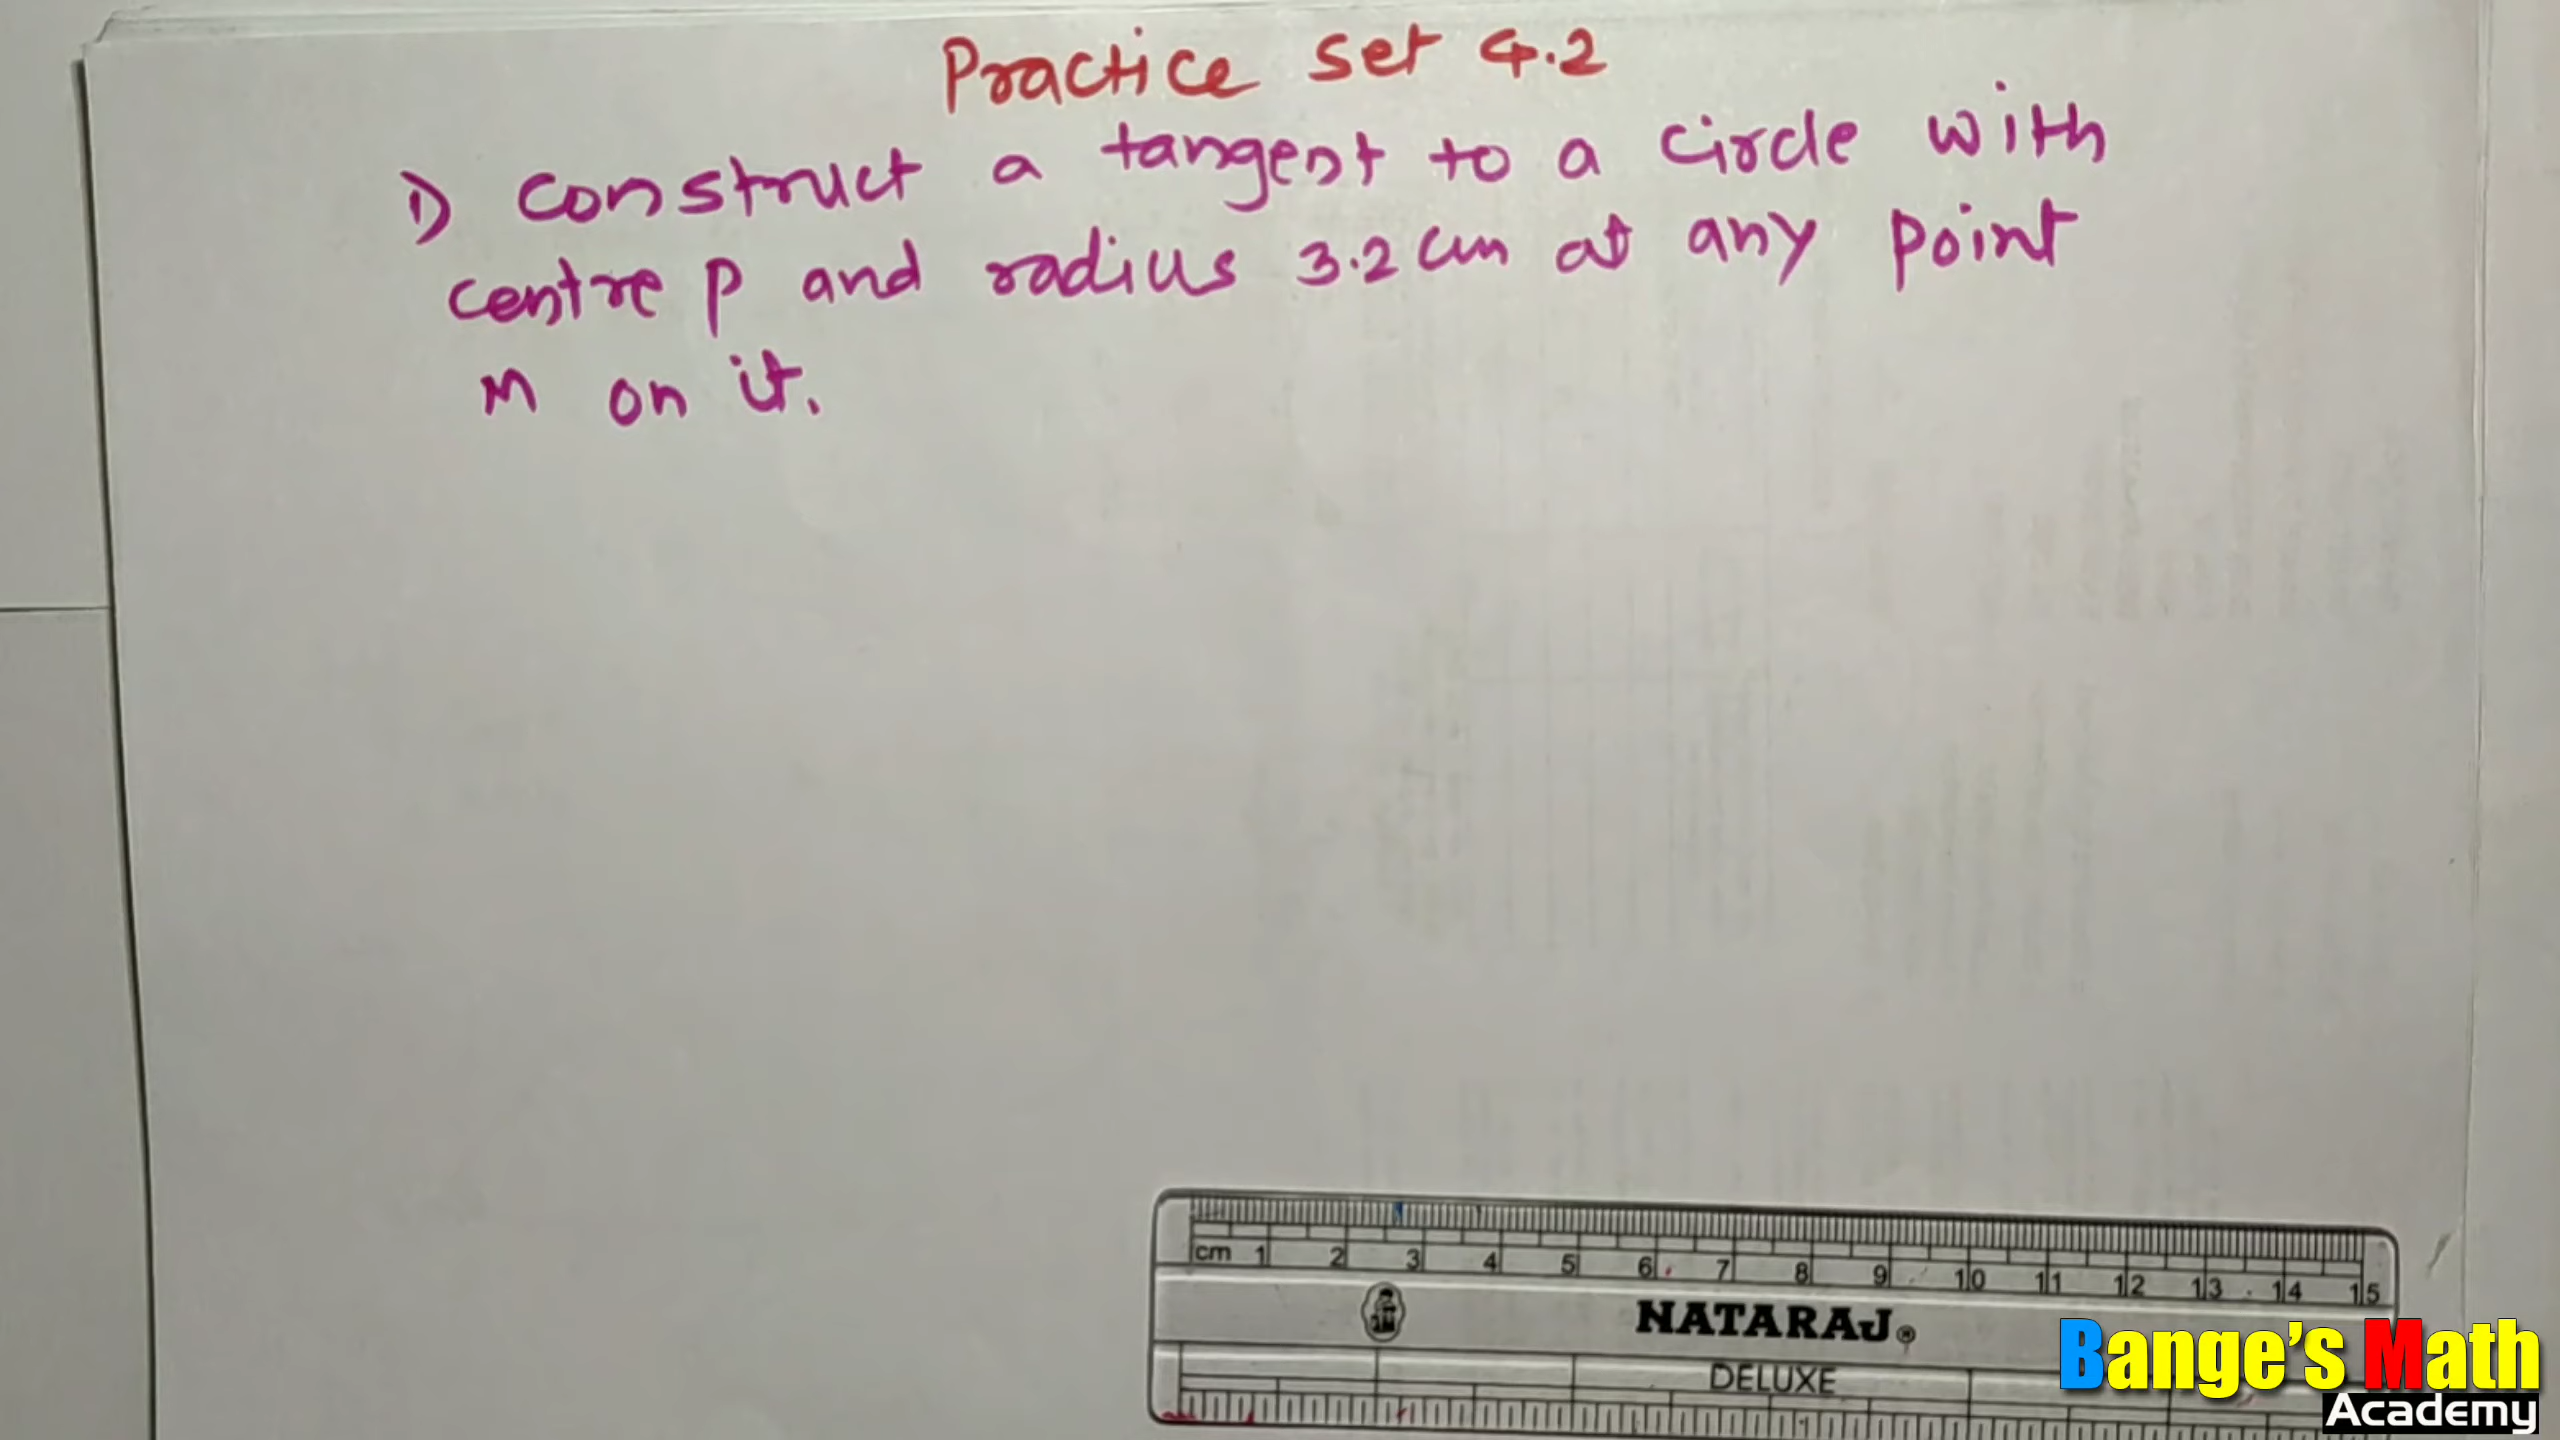 Practice Set 4.2
1) Construct a tangent to a circle with
centre P and radius 3.2 cm at any point
M on it.
cm 1 2 3 4 5 6 7 8 9 10 11 12 13 14 15
NATARAJ®
DELUXE
Bange's Math
Academy